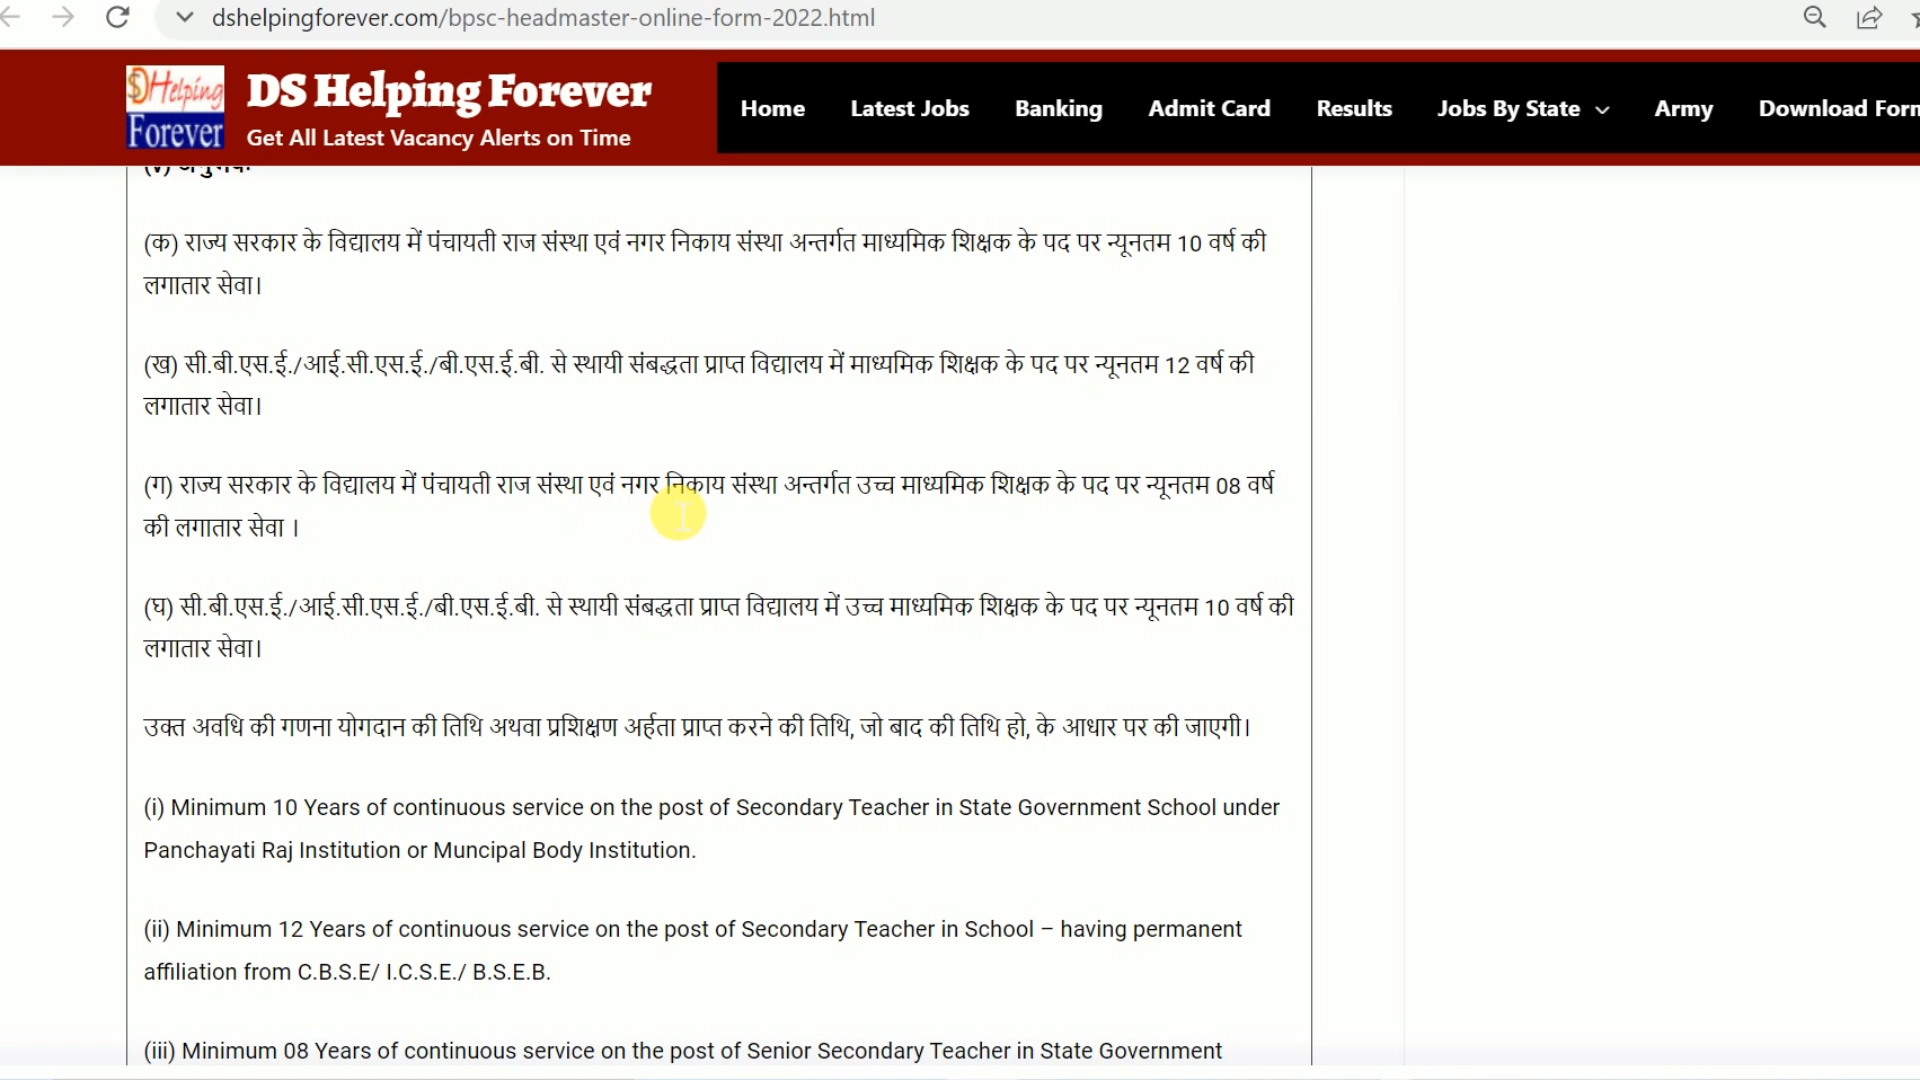 dshelpingforever.com/bpsc-headmaster-online-form-2022.html
DHelping
Forever
DS Helping Forever
Get All Latest Vacancy Alerts on Time
Home Latest Jobs Banking Admit Card Results Jobs By State Army Download Form
(क) राज्य सरकार के विद्यालय में पंचायती राज संस्था एवं नगर निकाय संस्था अन्तर्गत माध्यमिक शिक्षक के पद पर न्यूनतम 10 वर्ष की
लगातार सेवा।
(ख) सी.बी.एस.ई./आई.सी.एस.ई./बी.एस.ई.बी. से स्थायी संबद्धता प्राप्त विद्यालय में माध्यमिक शिक्षक के पद पर न्यूनतम 12 वर्ष की
लगातार सेवा।
(ग) राज्य सरकार के विद्यालय में पंचायती राज संस्था एवं नगर निकाय संस्था अन्तर्गत उच्च माध्यमिक शिक्षक के पद पर न्यूनतम 08 वर्ष
की लगातार सेवा ।
(घ) सी.बी.एस.ई./आई.सी.एस.ई./बी.एस.ई.बी. से स्थायी संबद्धता प्राप्त विद्यालय में उच्च माध्यमिक शिक्षक के पद पर न्यूनतम 10 वर्ष की
लगातार सेवा।
उक्त अवधि की गणना योगदान की तिथि अथवा प्रशिक्षण अर्हता प्राप्त करने की तिथि, जो बाद की तिथि हो, के आधार पर की जाएगी।
(i) Minimum 10 Years of continuous service on the post of Secondary Teacher in State Government School under
Panchayati Raj Institution or Muncipal Body Institution.
(ii) Minimum 12 Years of continuous service on the post of Secondary Teacher in School – having permanent
affiliation from C.B.S.E/ I.C.S.E./ B.S.E.B.
(iii) Minimum 08 Years of continuous service on the post of Senior Secondary Teacher in State Government